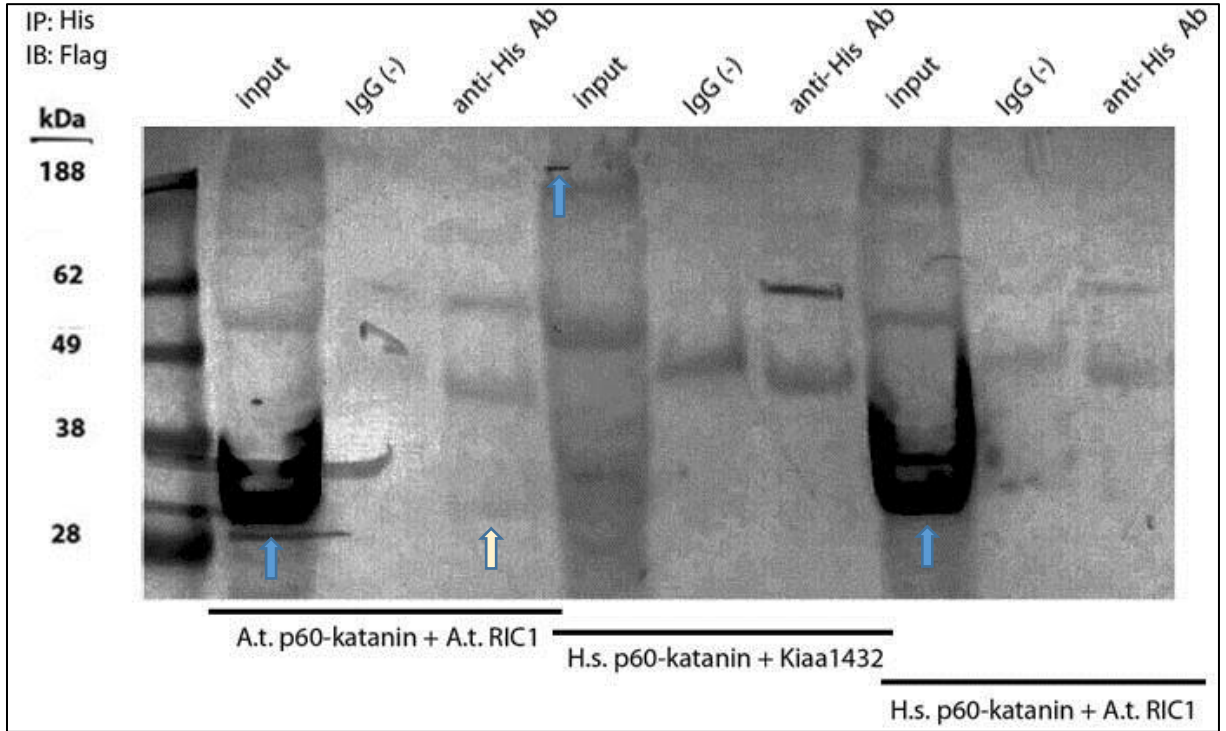 IP: His
IB: Flag
input
IgG (-)
anti- His Ab
input
IgG (-)
anti- His Ab
input
IgG (-)
anti- His Ab
kDa
188
62
49
38
28
A.t. p60-katanin + A.t. RIC1
H.s. p60-katanin + Kiaa1432
H.s. p60-katanin + A.t. RIC1